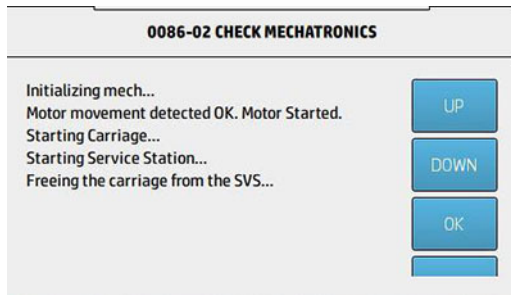 0086-02 CHECK MECHATRONICS
Initializing mech...
Motor movement detected OK. Motor Started.
Starting Carriage...
Starting Service Station...
Freeing the carriage from the SVS...
UP
DOWN
OK